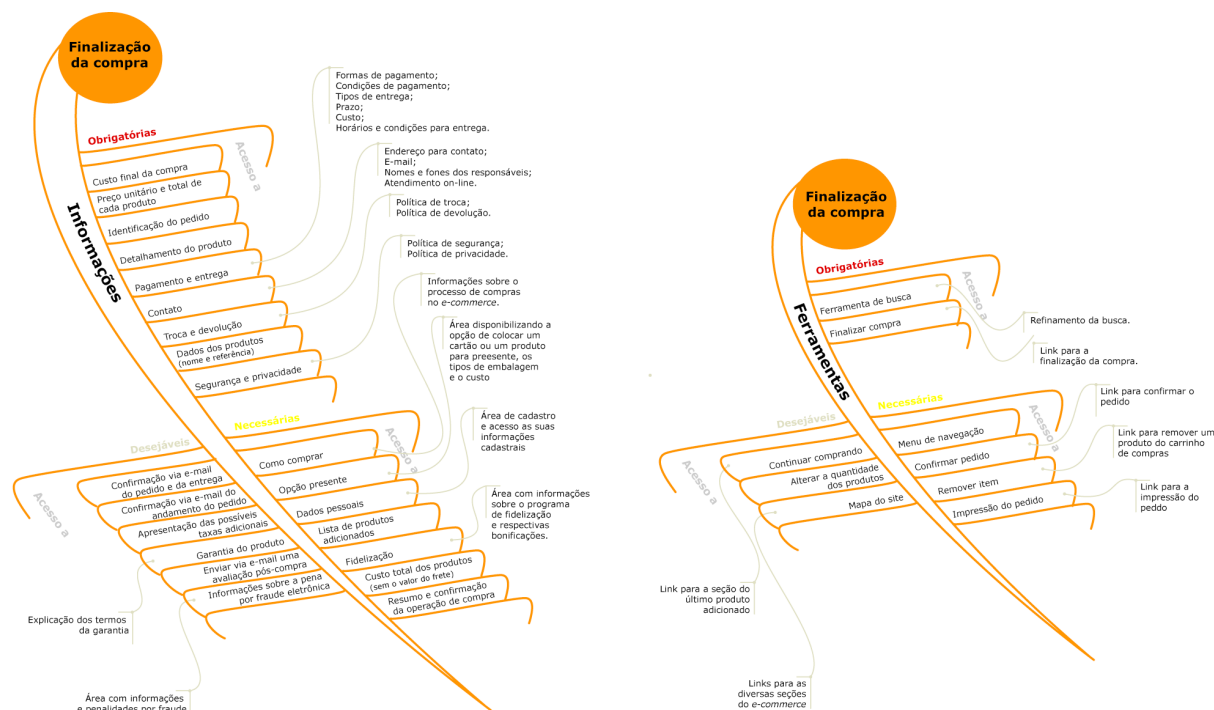 Finalização
da compra
Obrigatórias
Acesso a
Informações
Custo final da compra
Preço unitário e total de
cada produto
Identificação do pedido
Detalhamento do produto
Pagamento e entrega
Contato
Troca e devolução
Dados dos produtos
(nome e referência)
Segurança e privacidade
Formas de pagamento;
Condições de pagamento;
Tipos de entrega;
Prazo;
Custo;
Horários e condições para entrega.
Endereço para contato;
E-mail;
Nomes e fones dos responsáveis;
Atendimento on-line.
Política de troca;
Política de devolução.
Política de segurança;
Política de privacidade.
Necessárias
Acesso a
Como comprar
Opção presente
Dados pessoais
Lista de produtos
adicionados
Fidelização
Custo total dos produtos
(sem o valor do frete)
Resumo e confirmação
da operação de compra
Informações sobre o
processo de compras
no e-commerce.
Área disponibilizando a
opção de colocar um
cartão ou um produto
para preesente, os
tipos de embalagem
e o custo
Área de cadastro
e acesso as suas
informações
cadastrais
Área com informações
sobre o programa
de fidelização
e respectivas
bonificações.
Desejáveis
Acesso a
Confirmação via e-mail
do pedido e da entrega
Confirmação via e-mail do
andamento do pedido
Apresentação das possíveis
taxas adicionais
Garantia do produto
Enviar via e-mail uma
avaliação pós-compra
Informações sobre a pena
por fraude eletrônica
Explicação dos termos
da garantia
Área com informações
e penalidades por fraude
Finalização
da compra
Obrigatórias
Acesso a
Ferramentas
Ferramenta de busca
Finalizar compra
Refinamento da busca.
Link para a
finalização da compra.
Necessárias
Acesso a
Menu de navegação
Confirmar pedido
Remover item
Impressão do pedido
Link para confirmar o
pedido
Link para remover um
produto do carrinho
de compras
Link para a
impressão do
peddo
Desejáveis
Acesso a
Continuar comprando
Alterar a quantidade
dos produtos
Mapa do site
Link para a seção do
último produto
adicionado
Links para as
diversas seções
do e-commerce